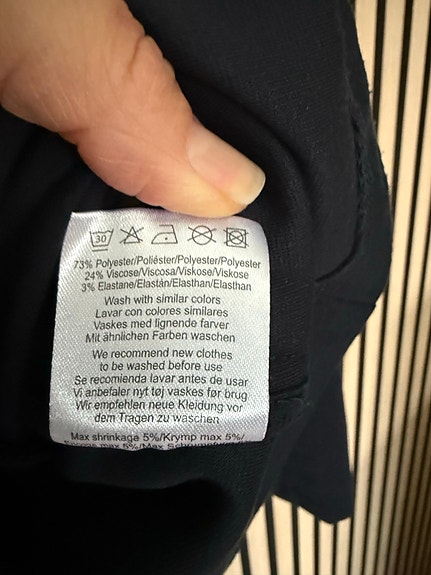 30
73% Polyester/Poliéster/Polyester/Polyester
24% Viscose/Viscosa/Viskose/Viskose
3% Elastane/Elastán/Elasthan/Elasthan
Wash with similar colors
Lavar con colores similares
Vaskes med lignende farver
Mit ähnlichen Farben waschen
We recommend new clothes
to be washed before use
Se recomienda lavar antes de usar
Vi anbefaler nyt tøj vaskes før brug
Wir empfehlen neue Kleidung vor
dem Tragen zu waschen
Max shrinkage 5%/Krymp max 5%/
max 5%/Max